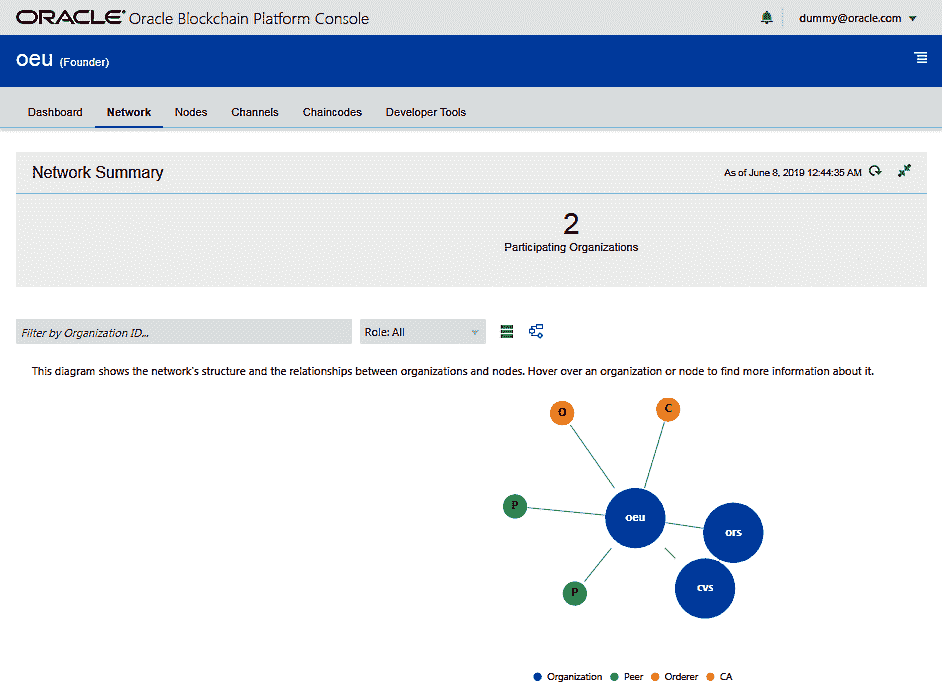 ORACLE® Oracle Blockchain Platform Console
dummy@oracle.com
oeu (Founder)
Dashboard Network Nodes Channels Chaincodes Developer Tools
Network Summary
As of June 8, 2019 12:44:35 AM
2
Participating Organizations
Filter by Organization ID...
Role: All
This diagram shows the network's structure and the relationships between organizations and nodes. Hover over an organization or node to find more information about it.
O
C
P
oeu
ors
cvs
P
Organization Peer Orderer CA